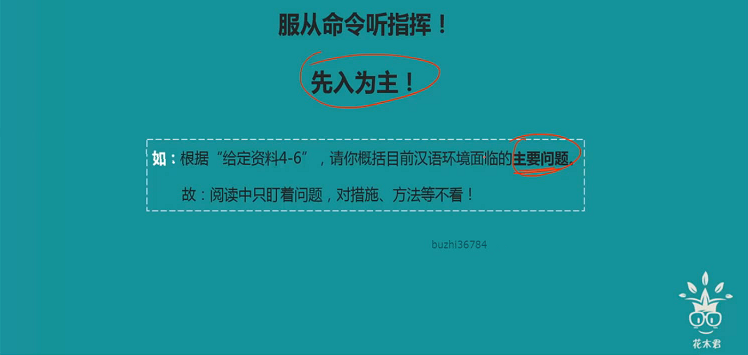 服从命令听指挥！
先入为主！
如：根据“给定资料4-6”，请你概括目前汉语环境面临的主要问题。
故：阅读中只盯着问题，对措施、方法等不看！
buzhi36784
花木君